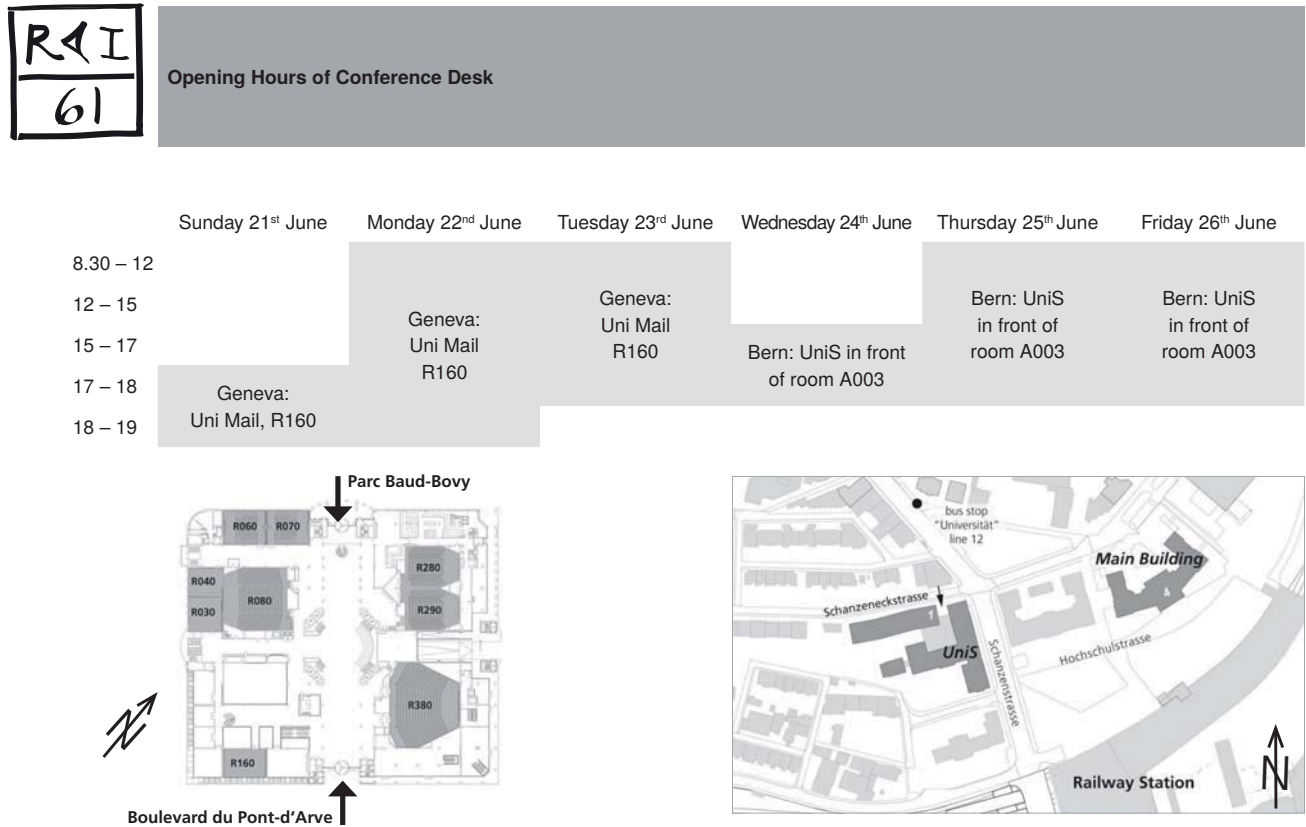 RAI
61
Opening Hours of Conference Desk
Sunday 21st June Monday 22nd June Tuesday 23rd June Wednesday 24th June Thursday 25th June Friday 26th June
8.30 – 12
12 – 15
15 – 17
17 – 18
18 – 19
Geneva:
Uni Mail, R160
Geneva:
Uni Mail
R160
Geneva:
Uni Mail
R160
Bern: UniS in front
of room A003
Bern: UniS
in front of
room A003
Bern: UniS
in front of
room A003
Parc Baud-Bovy
R060 R070
R280
R040
R080
R290
R030
R380
R160
N
Boulevard du Pont-d'Arve
bus stop
"Universität"
line 12
Main Building
4
Schanzeneckstrasse
1
UniS
Schanzenstrasse
Hochschulstrasse
Railway Station
N